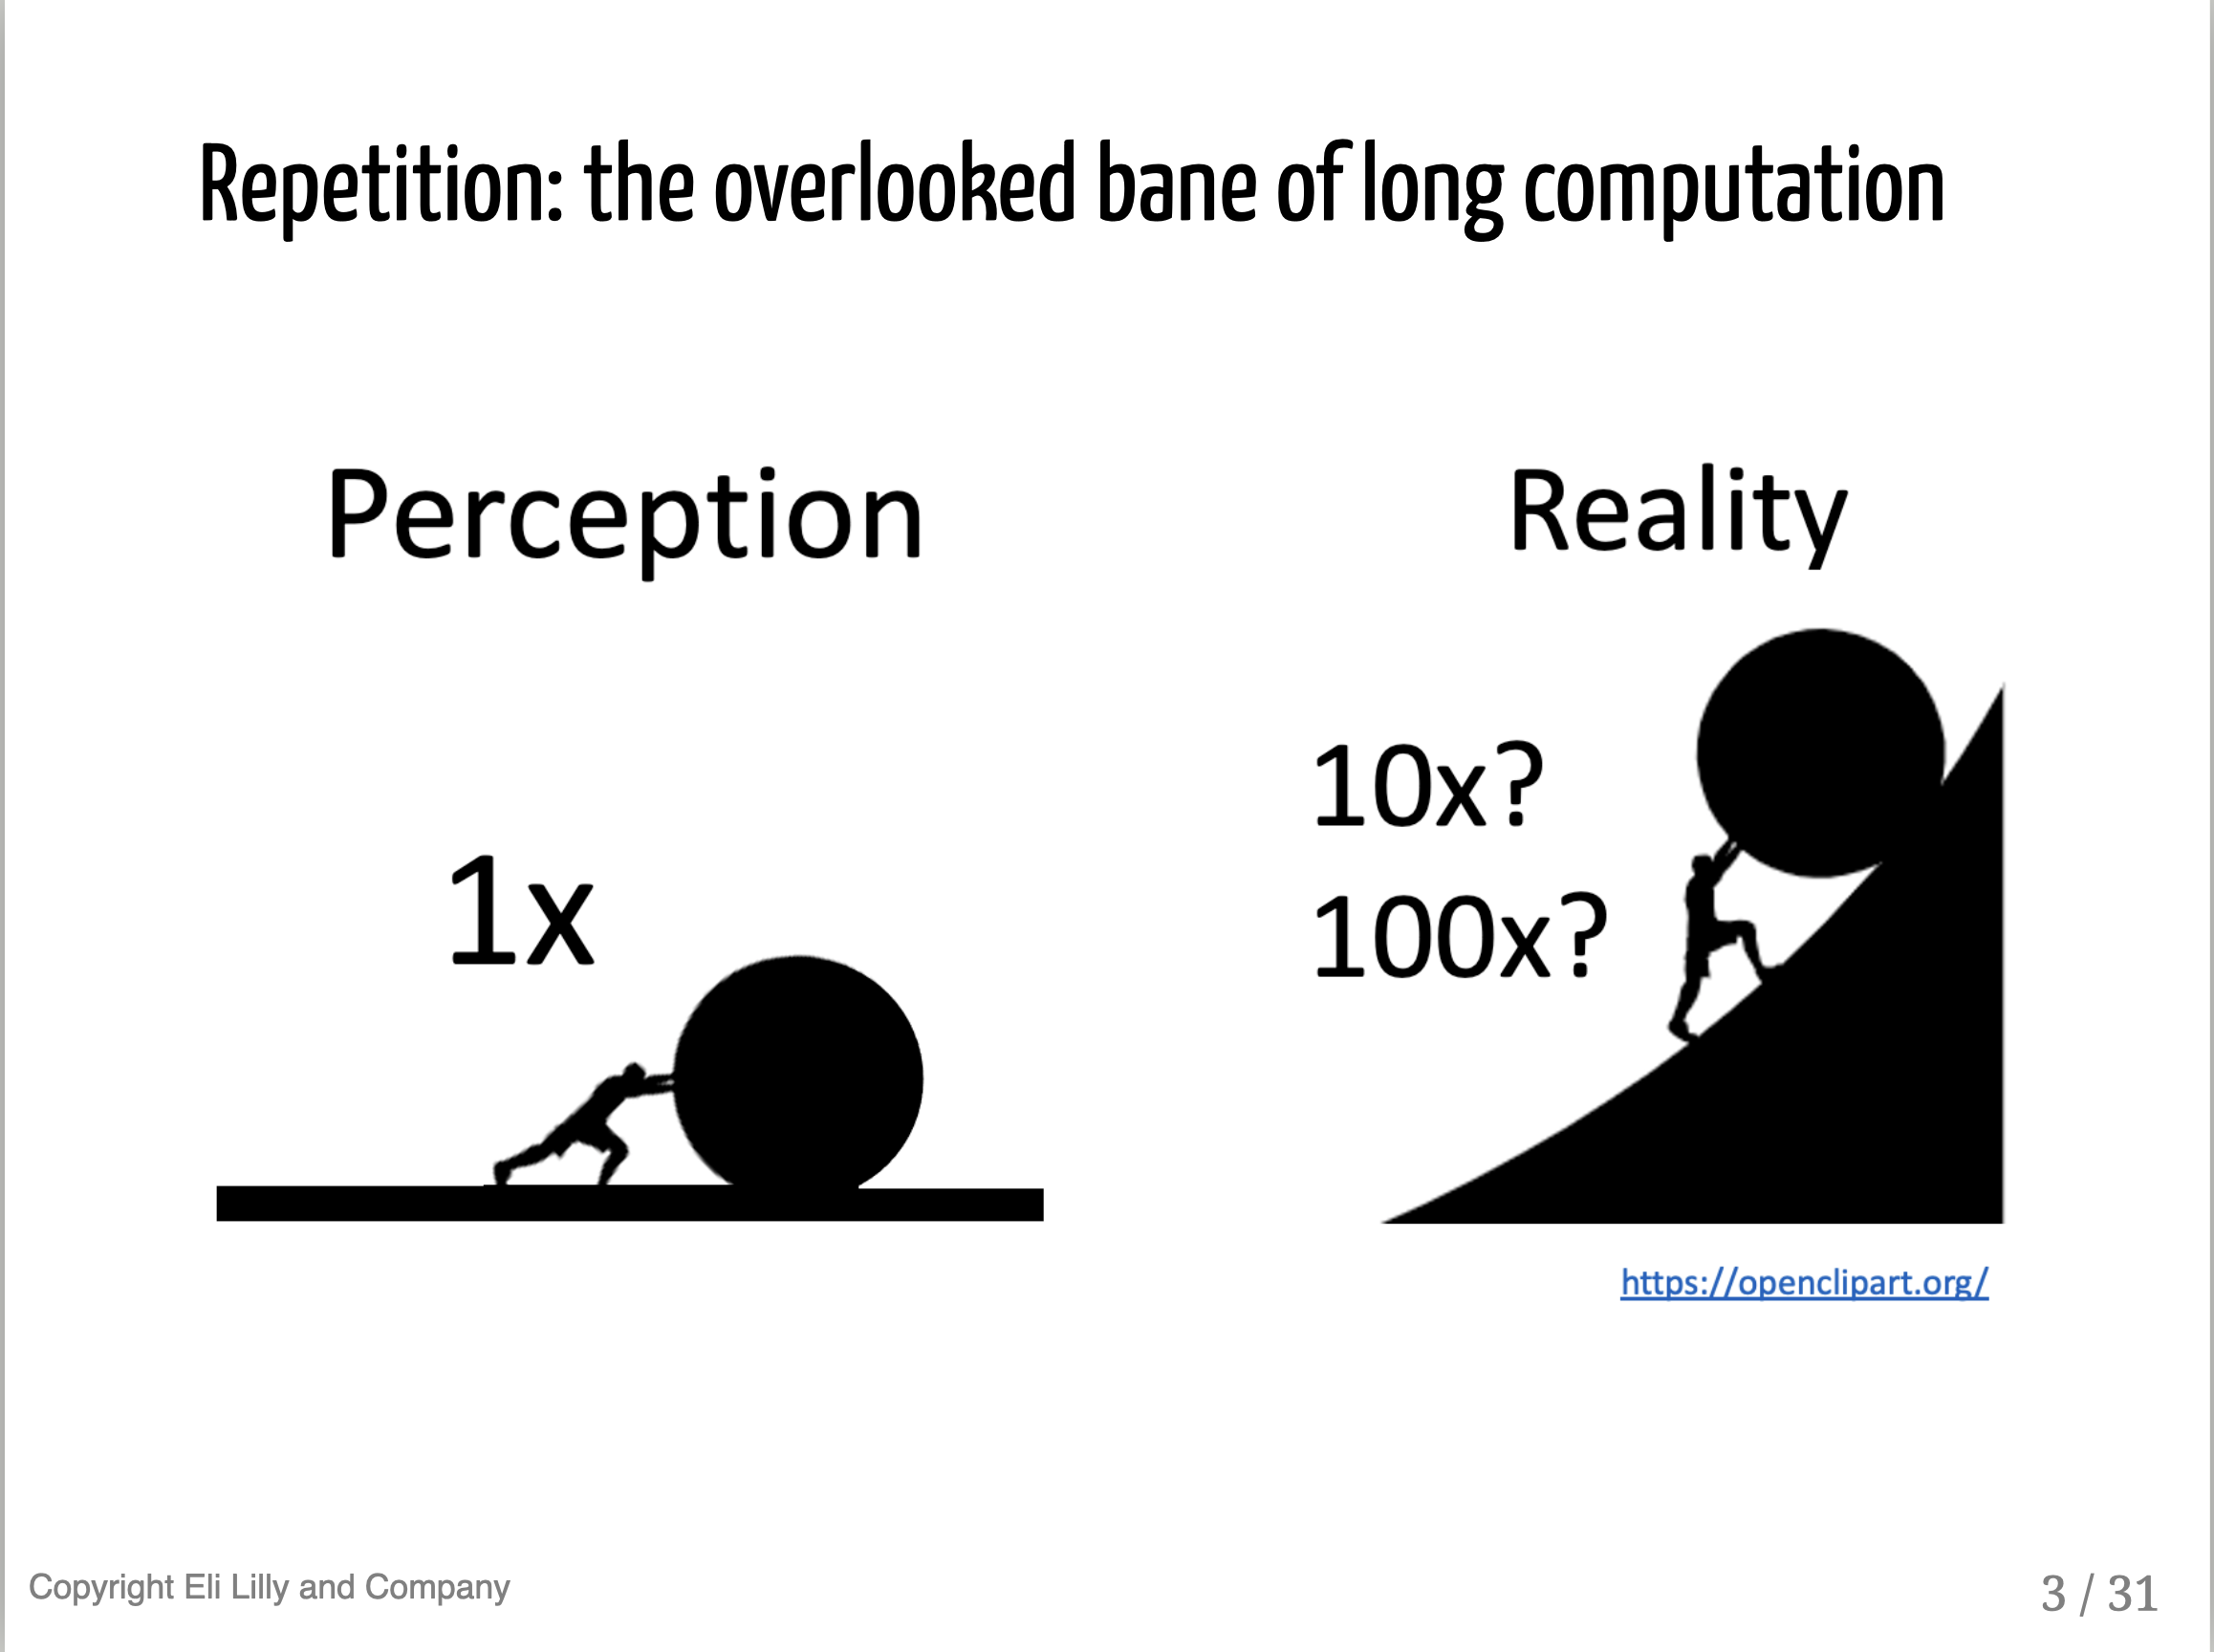 Repetition: the overlooked bane of long computation
Perception
1x
Reality
10x?
100x?
https://openclipart.org/
Copyright Eli Lilly and Company
3 / 31